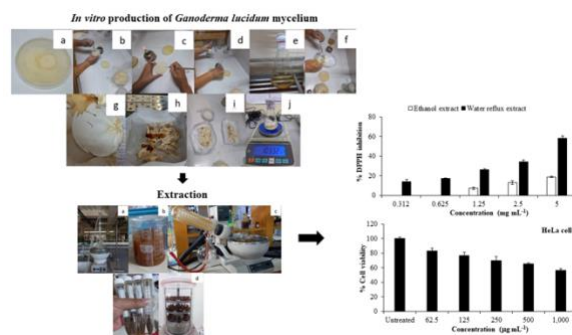 In vitro production of Ganoderma lucidum mycelium
a
b
c
d
e
f
g
h
i
j
Extraction
a
b
c
d
□ Ethanol extract ■ Water reflux extract
% DPPH inhibition
80
60
40
20
0
0.312 0.625 1.25 2.5 5
Concentration (mg mL-1)
HeLa cell
% Cell viability
120
100
80
60
40
20
0
Untreated 62.5 125 250 500 1,000
Concentration (µg mL-1)